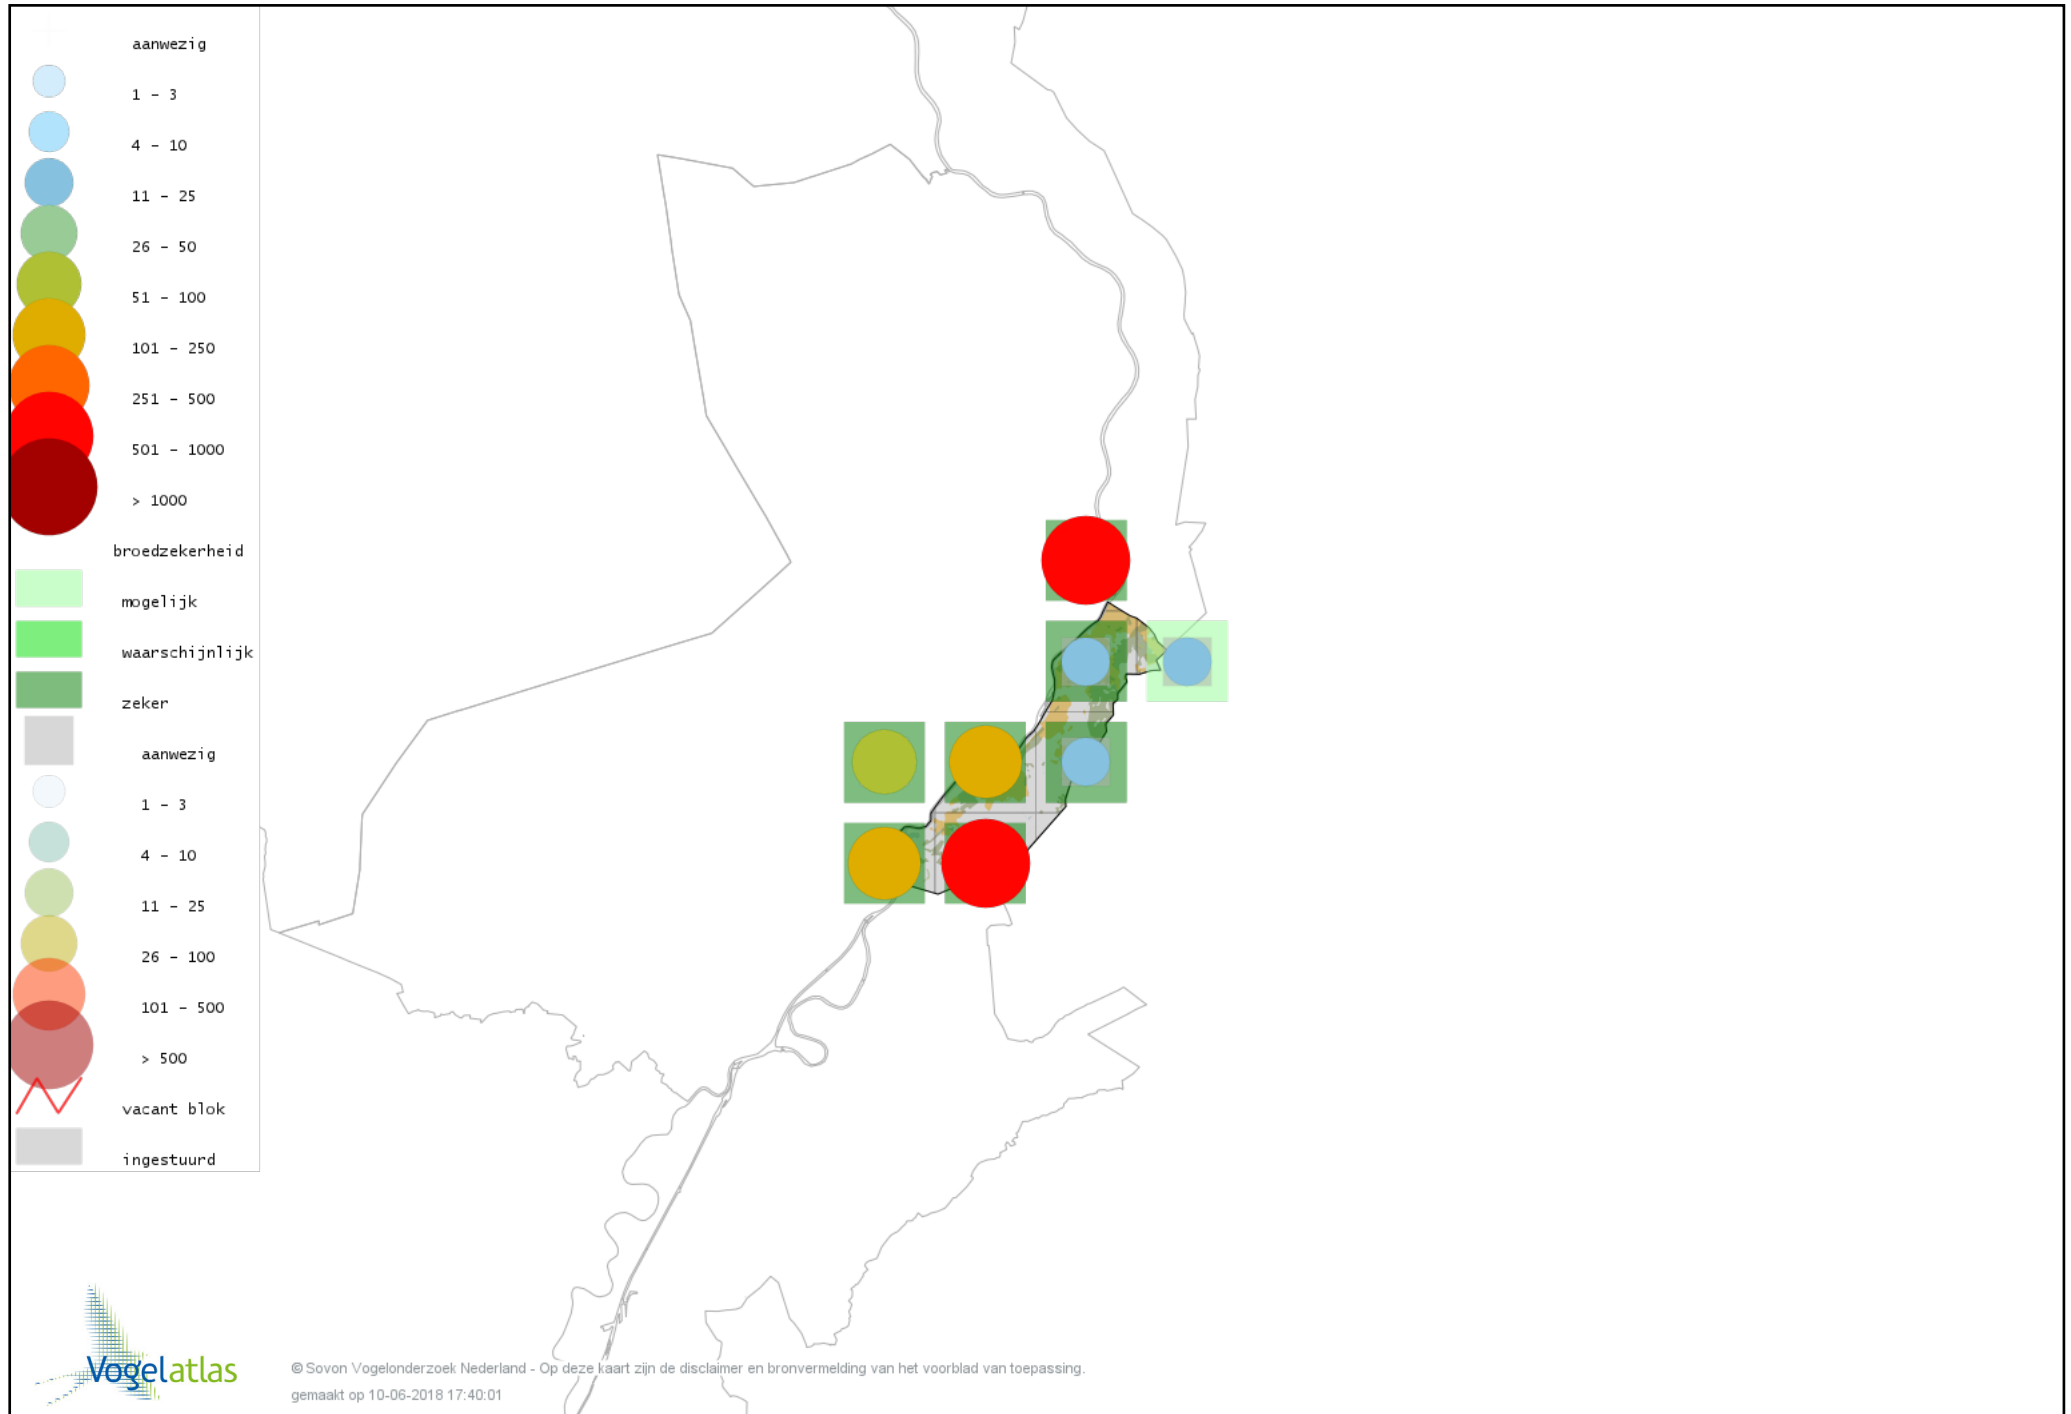 aanwezig
1 - 3
4 - 10
11 - 25
26 - 50
51 - 100
101 - 250
251 - 500
501 - 1000
> 1000
broedzekerheid
mogelijk
waarschijnlijk
zeker
aanwezig
1 - 3
4 - 10
11 - 25
26 - 100
101 - 500
> 500
vacant blok
ingestuurd
Vogelatlas
© Sovon Vogelonderzoek Nederland - Op deze kaart zijn de disclaimer en bronvermelding van het voorblad van toepassing.
gemaakt op 10-06-2018 17:40:01